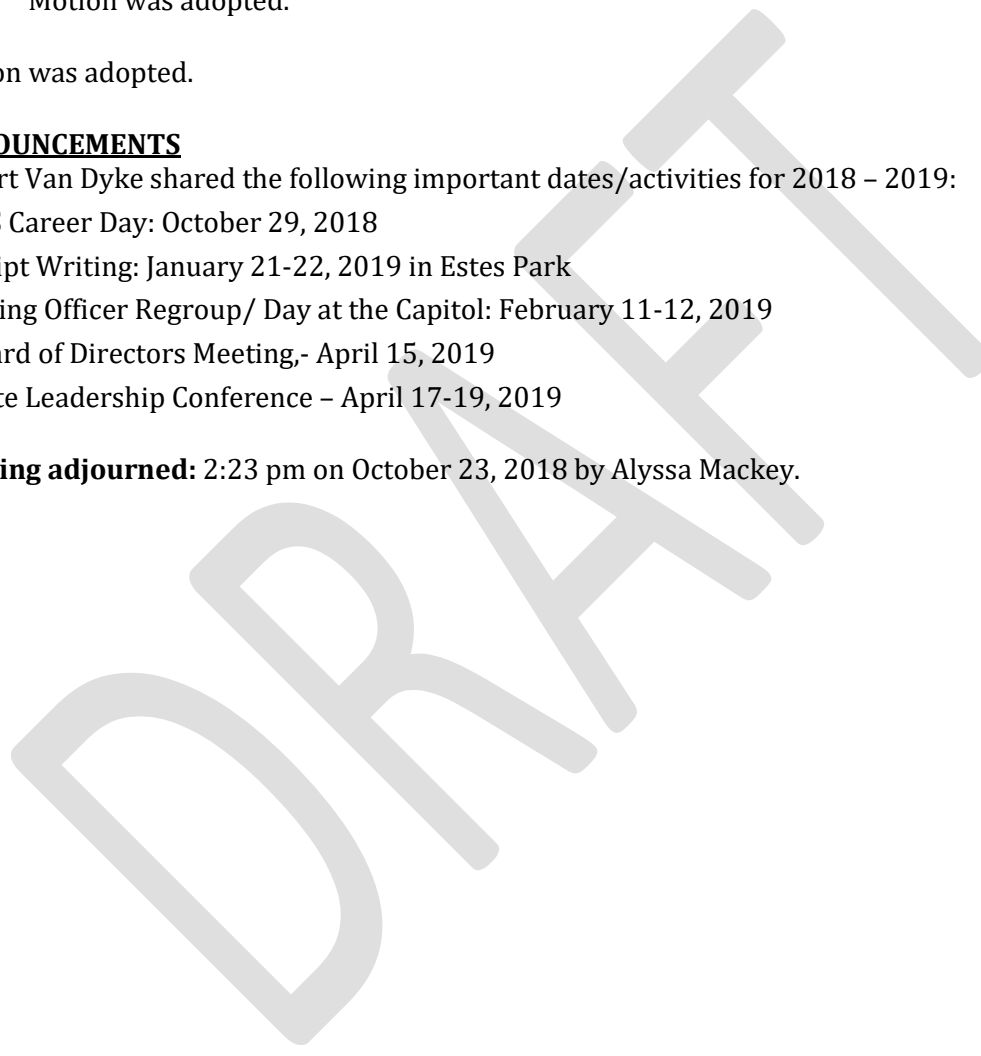 Motion was adopted.
on was adopted.
OUNCEMENTS
rt Van Dyke shared the following important dates/activities for 2018 – 2019:
Career Day: October 29, 2018
ipt Writing: January 21-22, 2019 in Estes Park
ing Officer Regroup/ Day at the Capitol: February 11-12, 2019
ard of Directors Meeting,- April 15, 2019
te Leadership Conference – April 17-19, 2019
ing adjourned: 2:23 pm on October 23, 2018 by Alyssa Mackey.
DRAFT